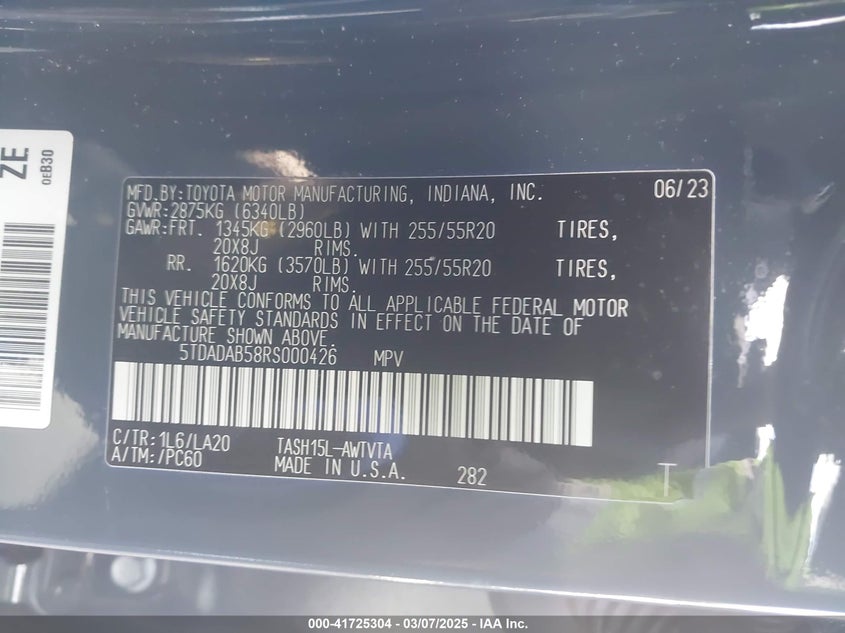 ZE
0EB30
MFD.BY:TOYOTA MOTOR MANUFACTURING, INDIANA, INC. 06/23
GVWR:2875KG (6340LB)
GAWR:FRT. 1345KG (2960LB) WITH 255/55R20 TIRES,
20X8J RIMS.
RR. 1620KG (3570LB) WITH 255/55R20 TIRES,
20X8J RIMS.
THIS VEHICLE CONFORMS TO ALL APPLICABLE FEDERAL MOTOR
VEHICLE SAFETY STANDARDS IN EFFECT ON THE DATE OF
MANUFACTURE SHOWN ABOVE.
5TDADAB58RS000426 MPV
C/TR:1L6/LA20 TASH15L-AWTVTA
A/TM:/PC60 MADE IN U.S.A. 282
000-41725304 — 03/07/2025 — IAA Inc.